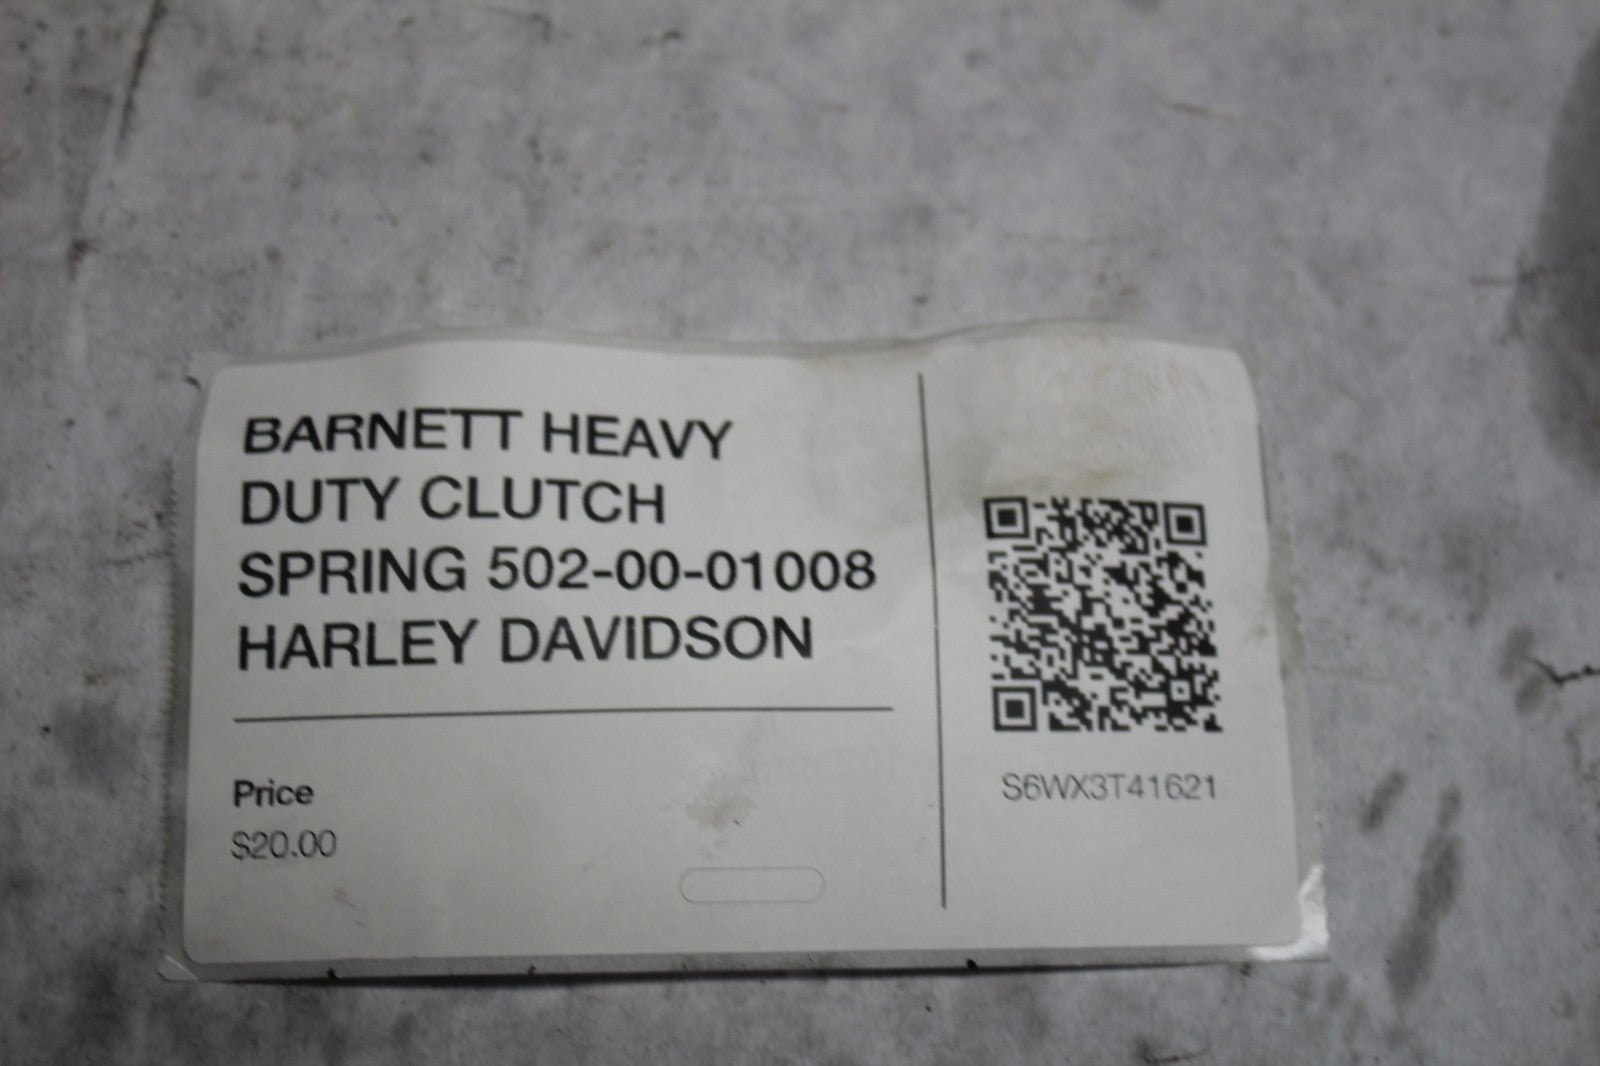 BARNETT HEAVY
DUTY CLUTCH
SPRING 502-00-01008
HARLEY DAVIDSON
Price
$20.00
S6WX3T41621